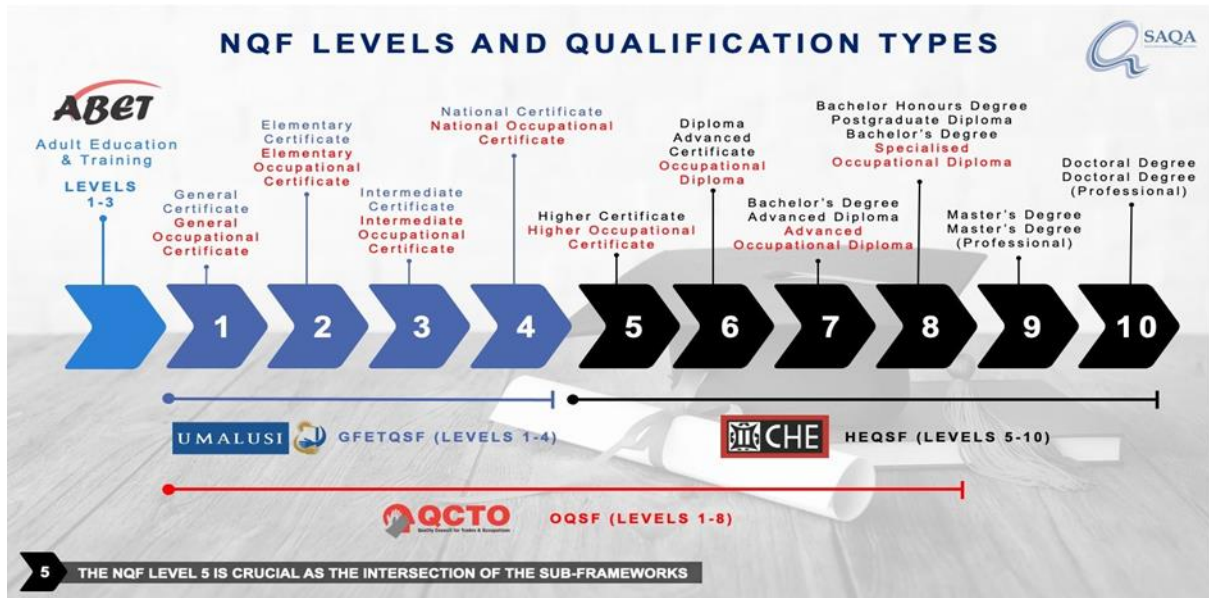 NQF LEVELS AND QUALIFICATION TYPES
SAQA
ABET
Adult Education
& Training
LEVELS
1-3
General
Certificate
General
Occupational
Certificate
Elementary
Certificate
Elementary
Occupational
Certificate
Intermediate
Certificate
Intermediate
Occupational
Certificate
National Certificate
National Occupational
Certificate
Higher Certificate
Higher Occupational
Certificate
Diploma
Advanced
Certificate
Occupational
Diploma
Bachelor's Degree
Advanced Diploma
Advanced
Occupational Diploma
Bachelor Honours Degree
Postgraduate Diploma
Bachelor's Degree
Specialised
Occupational Diploma
Master's Degree
Master's Degree
(Professional)
Doctoral Degree
Doctoral Degree
(Professional)
1 2 3 4 5 6 7 8 9 10
UMALUSI GFETQSF (LEVELS 1-4)
CHE HEQSF (LEVELS 5-10)
QCTO OQSF (LEVELS 1-8)
Quality Council for Trades & Occupations
5 THE NQF LEVEL 5 IS CRUCIAL AS THE INTERSECTION OF THE SUB-FRAMEWORKS